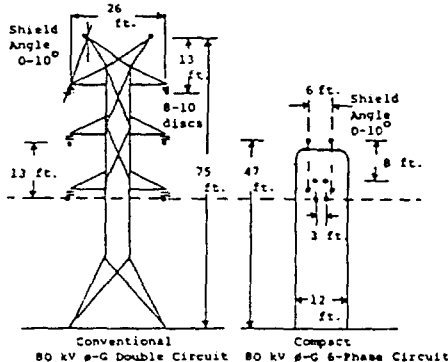 26
ft.
Shield
Angle
0-10°
13
ft.
8-10
discs
13 ft.
75
ft.
6 ft.
Shield
Angle
0-10°
47
ft.
8 ft.
3 ft.
12
ft.
Conventional
80 kV ø-G Double Circuit
Compact
80 kV ø-G 6-Phase Circuit